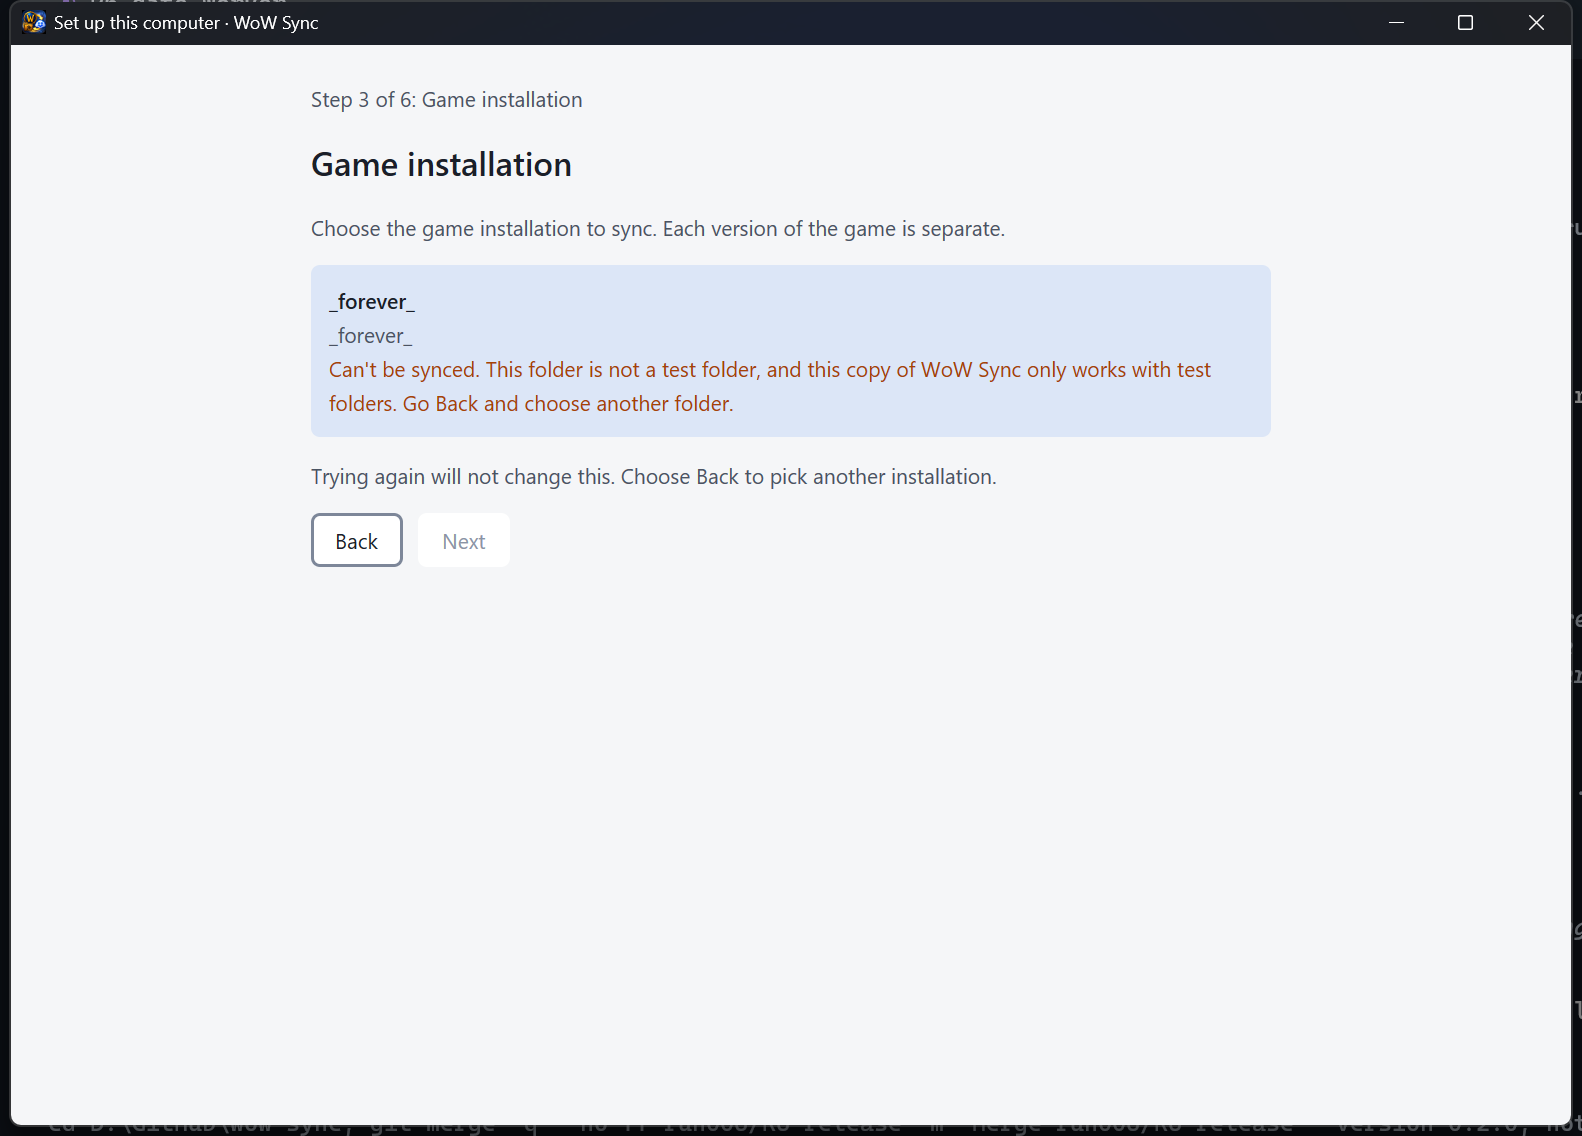 Set up this computer · WoW Sync
Step 3 of 6: Game installation
Game installation
Choose the game installation to sync. Each version of the game is separate.
_forever_
_forever_
Can't be synced. This folder is not a test folder, and this copy of WoW Sync only works with test
folders. Go Back and choose another folder.
Trying again will not change this. Choose Back to pick another installation.
Back
Next